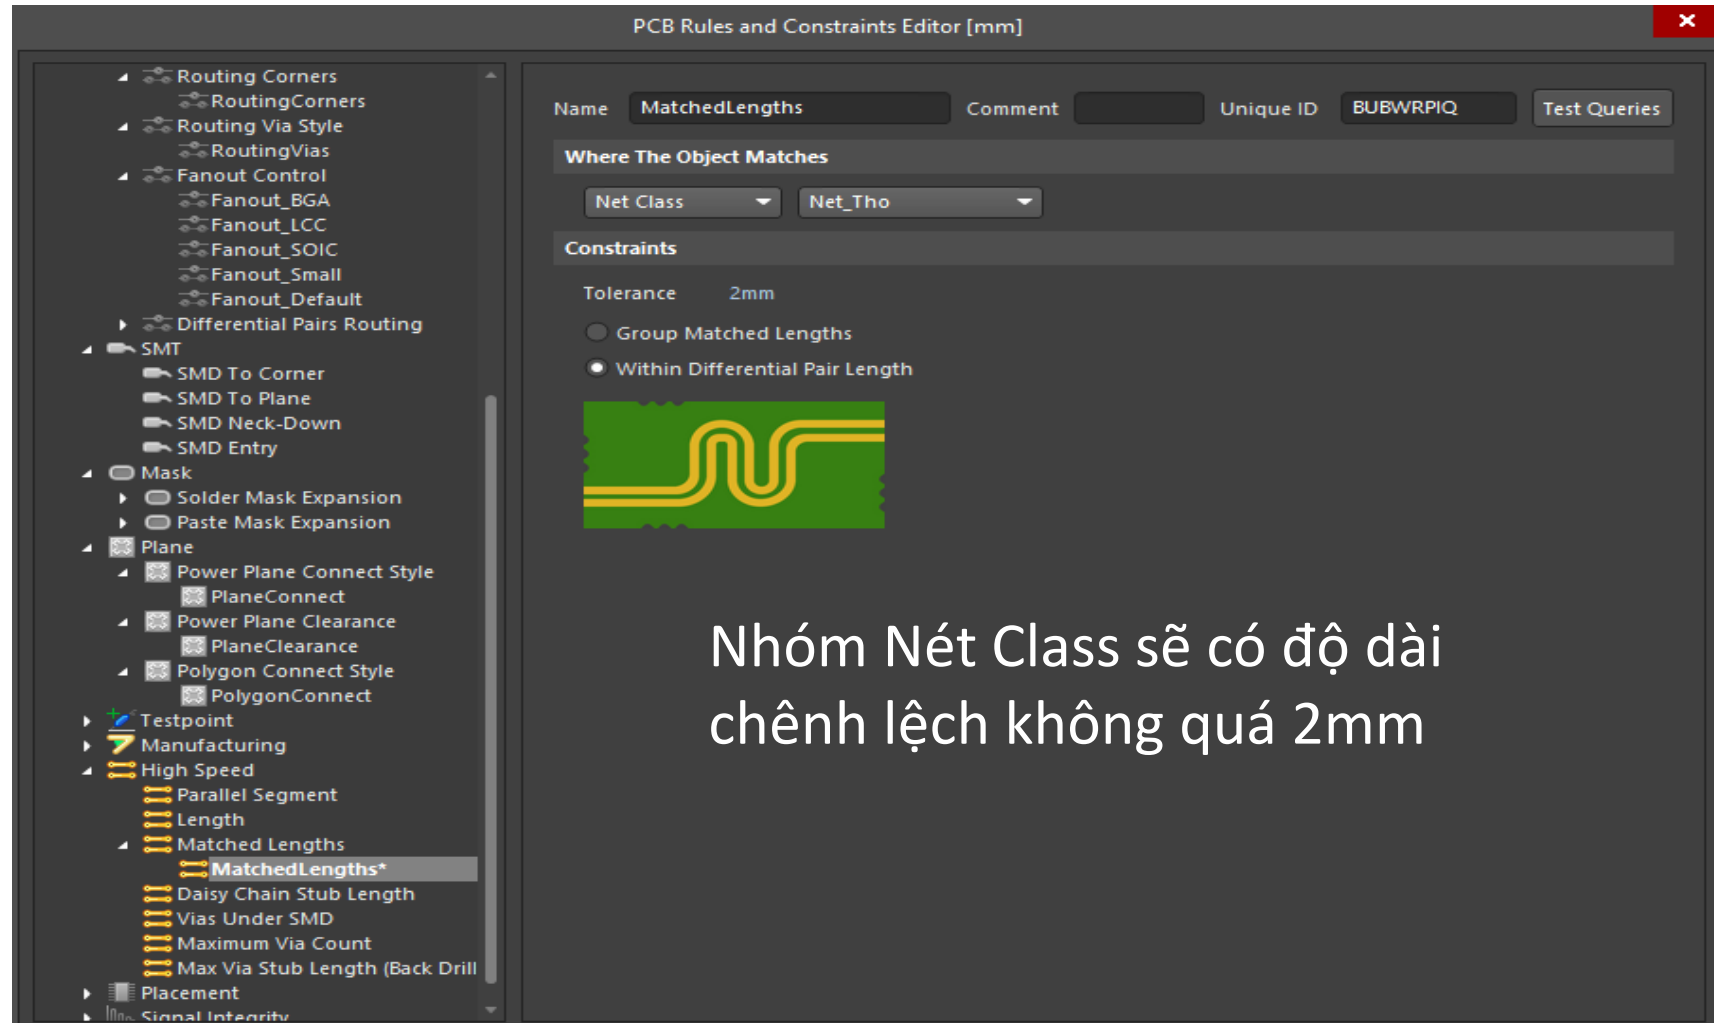 PCB Rules and Constraints Editor [mm]
Routing Corners
RoutingCorners
Routing Via Style
RoutingVias
Fanout Control
Fanout_BGA
Fanout_LCC
Fanout_SOIC
Fanout_Small
Fanout_Default
Differential Pairs Routing
SMT
SMD To Corner
SMD To Plane
SMD Neck-Down
SMD Entry
Mask
Solder Mask Expansion
Paste Mask Expansion
Plane
Power Plane Connect Style
PlaneConnect
Power Plane Clearance
PlaneClearance
Polygon Connect Style
PolygonConnect
Testpoint
Manufacturing
High Speed
Parallel Segment
Length
Matched Lengths
MatchedLengths*
Daisy Chain Stub Length
Vias Under SMD
Maximum Via Count
Max Via Stub Length (Back Drill
Placement
Signal Integrity
Name MatchedLengths Comment Unique ID BUBWRPIQ Test Queries
Where The Object Matches
Net Class Net_Tho
Constraints
Tolerance 2mm
Group Matched Lengths
Within Differential Pair Length
Nhóm Nét Class sẽ có độ dài
chênh lệch không quá 2mm